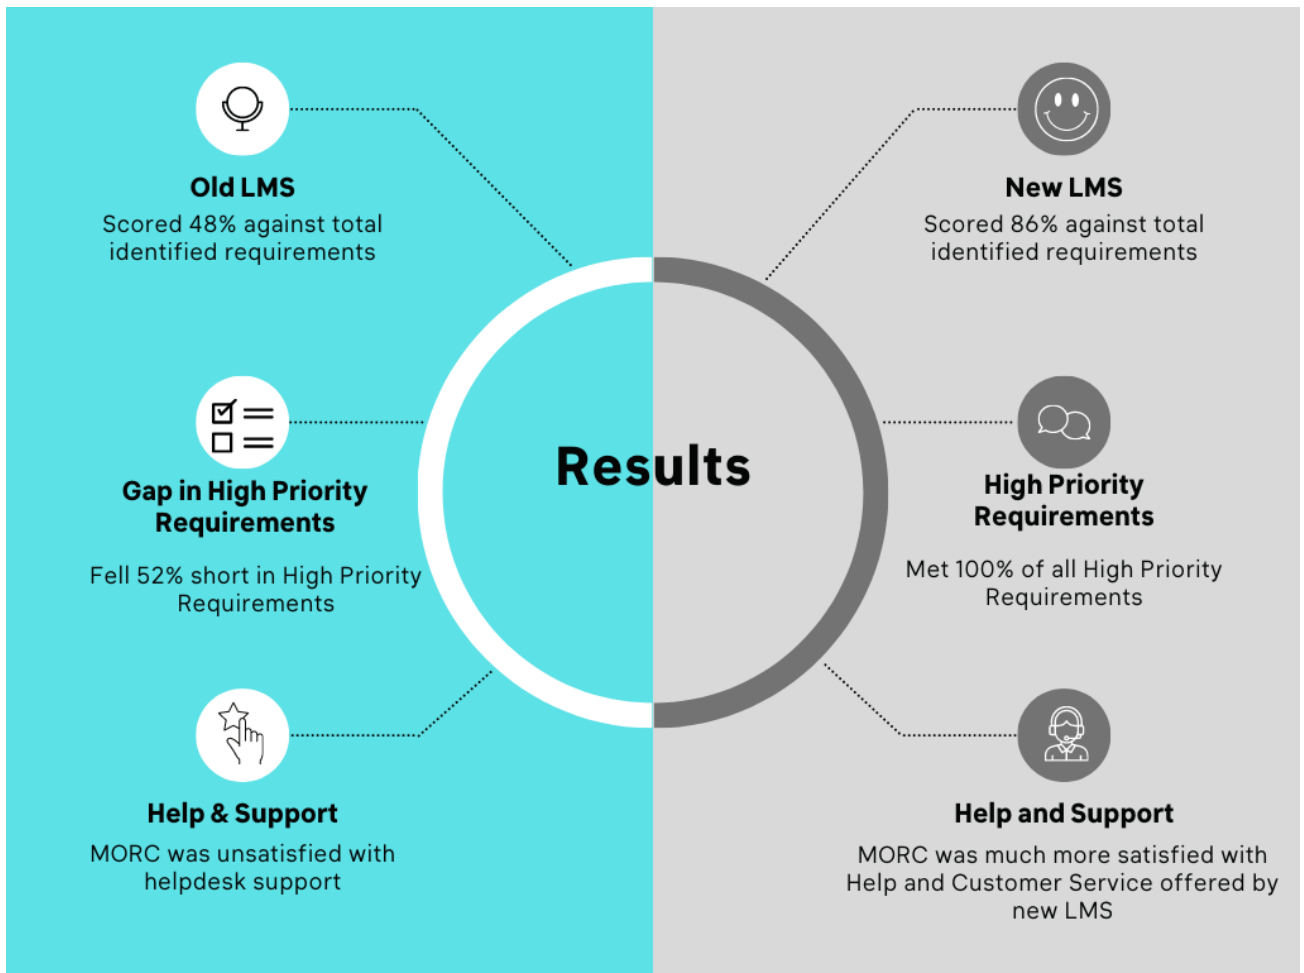 Old LMS
Scored 48% against total
identified requirements
Gap in High Priority
Requirements
Fell 52% short in High Priority
Requirements
Help & Support
MORC was unsatisfied with
helpdesk support
Results
New LMS
Scored 86% against total
identified requirements
High Priority
Requirements
Met 100% of all High Priority
Requirements
Help and Support
MORC was much more satisfied with
Help and Customer Service offered by
new LMS